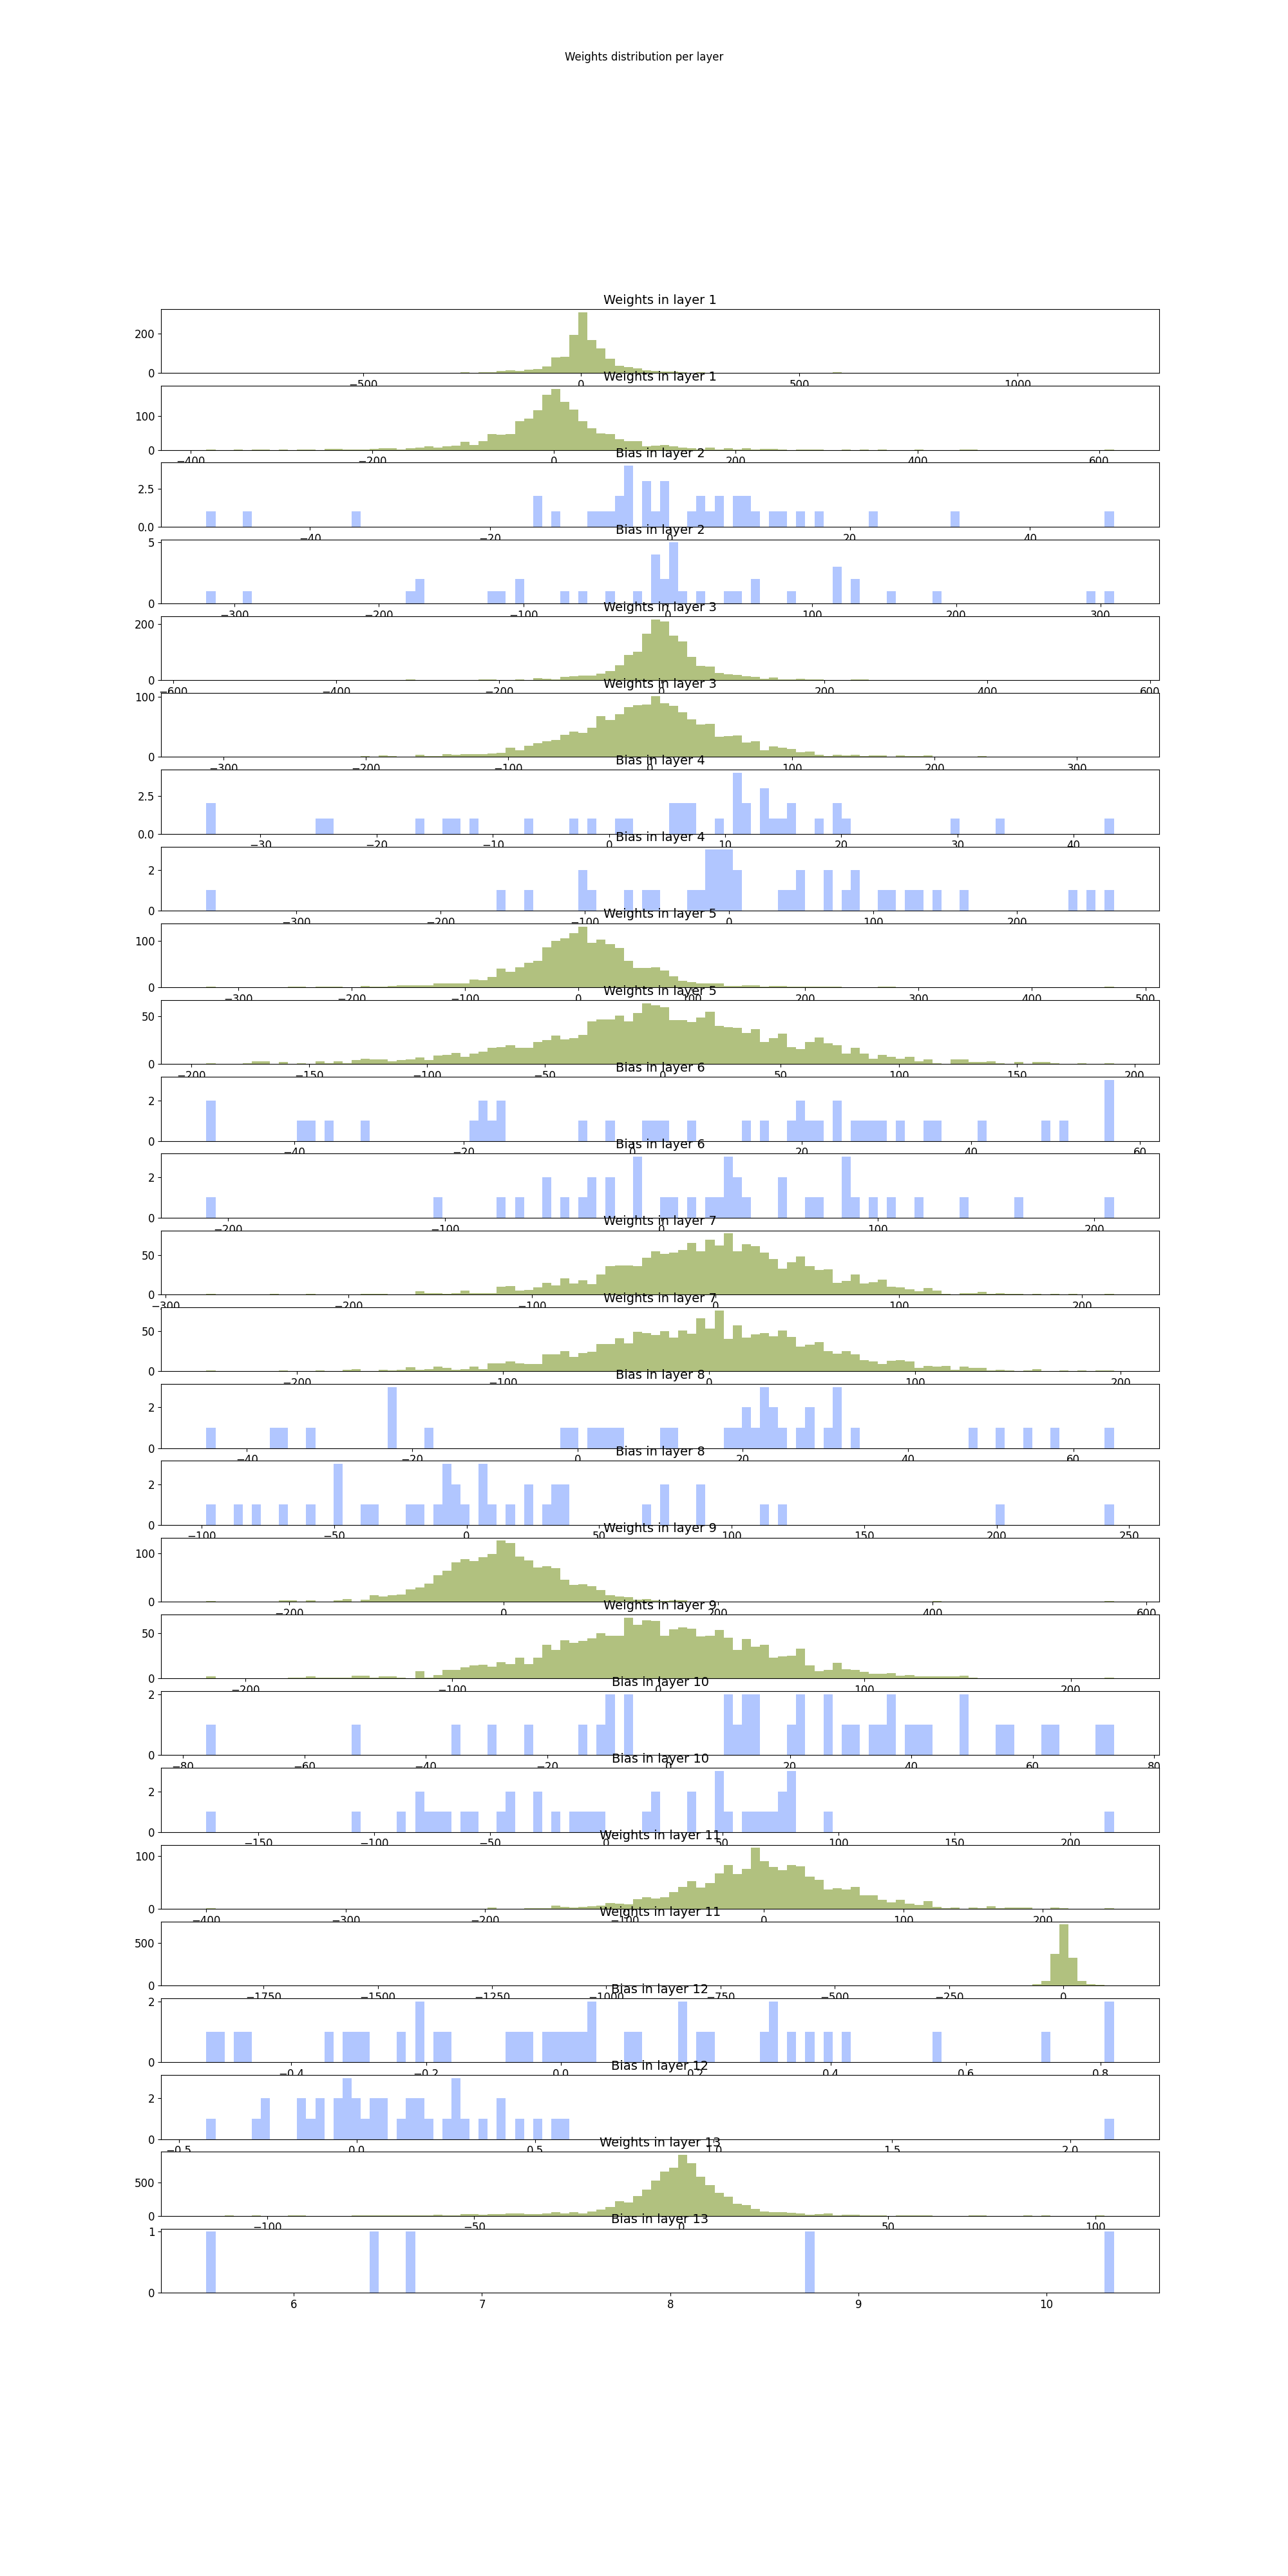 Weights distribution per layer
Weights in layer 1
200
0
−500 0 500 1000
Weights in layer 1
100
0
−400 −200 0 200 400 600
Bias in layer 2
2.5
0.0
−40 −20 0 20 40
Bias in layer 2
5
0
−300 −200 −100 0 100 200 300
Weights in layer 3
200
0
−600 −400 −200 0 200 400 600
Weights in layer 3
100
0
−300 −200 −100 0 100 200 300
Bias in layer 4
2.5
0.0
−30 −20 −10 0 10 20 30 40
Bias in layer 4
2
0
−300 −200 −100 0 100 200
Weights in layer 5
100
0
−300 −200 −100 0 100 200 300 400 500
Weights in layer 5
50
0
−200 −150 −100 −50 0 50 100 150 200
Bias in layer 6
2
0
−40 −20 0 20 40 60
Bias in layer 6
2
0
−200 −100 0 100 200
Weights in layer 7
50
0
−300 −200 −100 0 100 200
Weights in layer 7
50
0
−200 −100 0 100 200
Bias in layer 8
2
0
−40 −20 0 20 40 60
Bias in layer 8
2
0
−100 −50 0 50 100 150 200 250
Weights in layer 9
100
0
−200 0 200 400 600
Weights in layer 9
50
0
−200 −100 0 100 200
Bias in layer 10
2
0
−80 −60 −40 −20 0 20 40 60 80
Bias in layer 10
2
0
−150 −100 −50 0 50 100 150 200
Weights in layer 11
100
0
−400 −300 −200 −100 0 100 200
Weights in layer 11
500
0
−1750 −1500 −1250 −1000 −750 −500 −250 0
Bias in layer 12
2
0
−0.4 −0.2 0.0 0.2 0.4 0.6 0.8
Bias in layer 12
2
0
−0.5 0.0 0.5 1.0 1.5 2.0
Weights in layer 13
500
0
−100 −50 0 50 100
Bias in layer 13
1
0
6 7 8 9 10